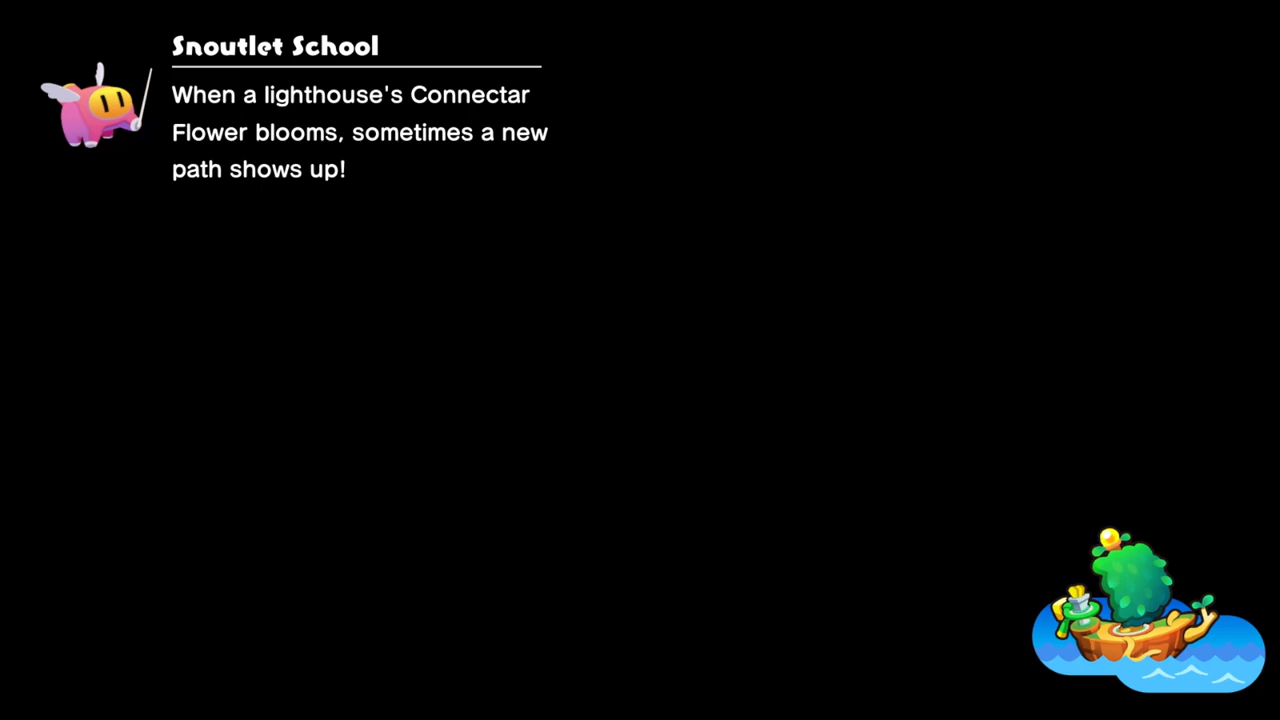 Snoutlet School
When a lighthouse's Connectar
Flower blooms, sometimes a new
path shows up!